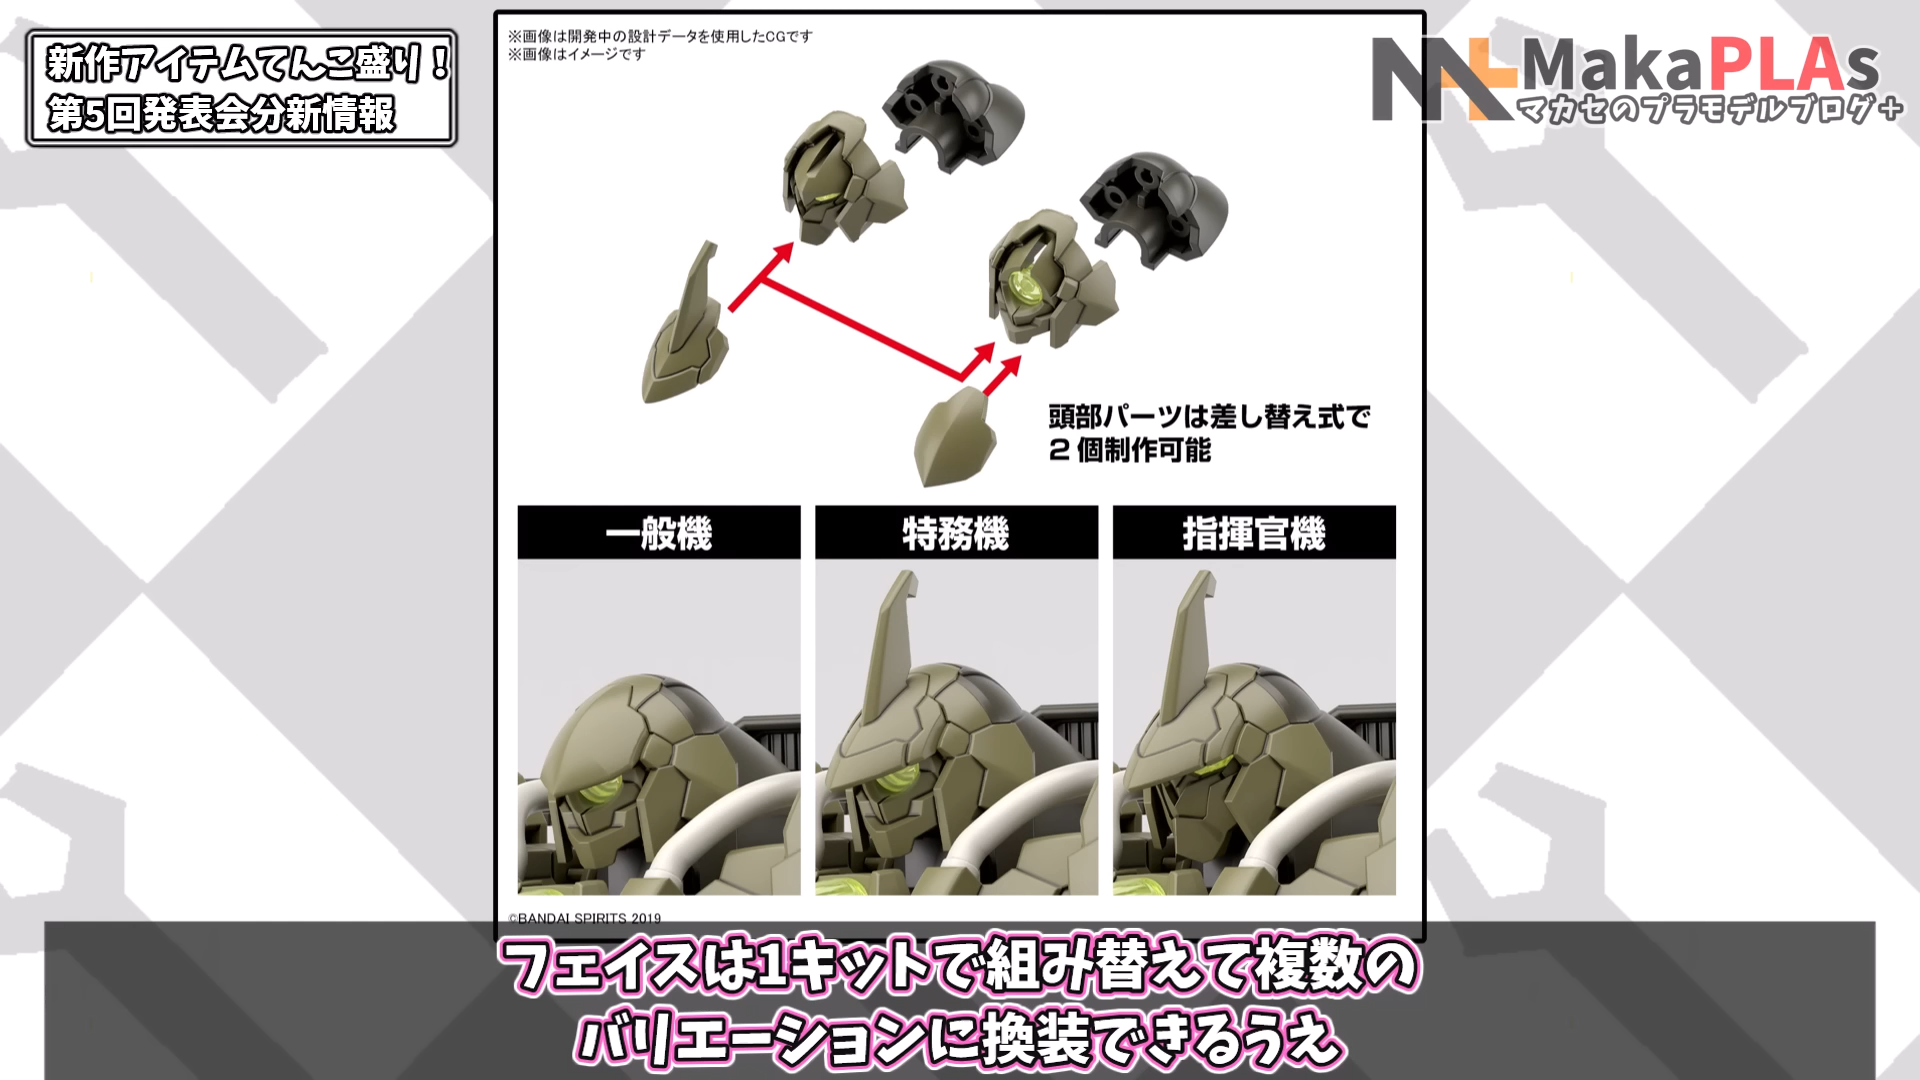 新作アイテムてんこ盛り！
第5回発表会分新情報
※画像は開発中の設計データを使用したCGです
※画像はイメージです
MakaPLAs
マカセのプラモデルブログ＋
頭部パーツは差し替え式で
2個制作可能
一般機
特務機
指揮官機
©BANDAI SPIRITS 2019
フェイスは1キットで組み替えて複数の
バリエーションに換装できるうえ